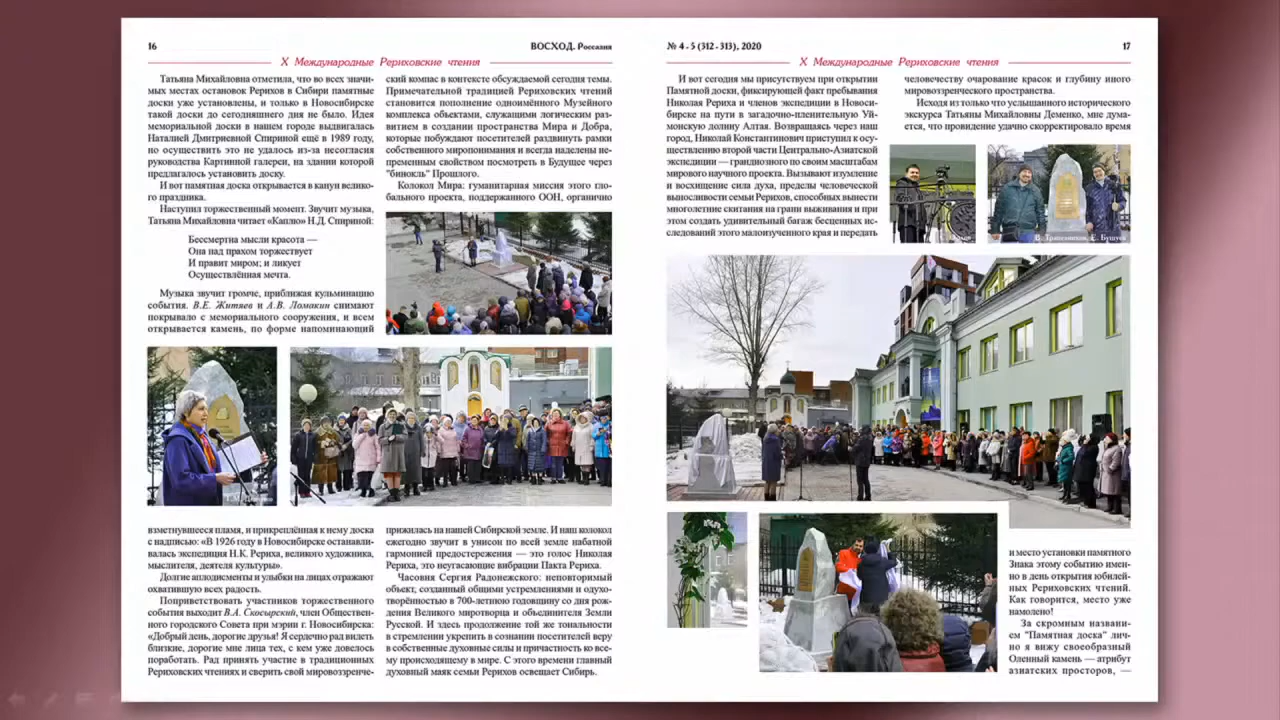 16
ВОСХОД. Россазия
X Международные Рериховские чтения
Татьяна Михайловна отметила, что во всех значи-
мых местах остановок Рерихов в Сибири памятные
доски уже установлены, и только в Новосибирске
такой доски до сегодняшнего дня не было. Идея
мемориальной доски в нашем городе выдвигалась
Наталией Дмитриевной Спириной ещё в 1989 году,
но осуществить это не удалось из-за несогласия
руководства Картинной галереи, на здании которой
предлагалось установить доску.
И вот памятная доска открывается в канун велико-
го праздника.
Наступил торжественный момент. Звучит музыка,
Татьяна Михайловна читает «Каплю» Н.Д. Спириной:
Бессмертна мысли красота —
Она над прахом торжествует
И правит миром; и ликует
Осуществлённая мечта.
Музыка звучит громче, приближая кульминацию
события. В.Е. Житяев и А.В. Ломакин снимают
покрывало с мемориального сооружения, и всем
открывается камень, по форме напоминающий
взметнувшееся пламя, и прикреплённая к нему доска
с надписью: «В 1926 году в Новосибирске останавли-
валась экспедиция Н.К. Рериха, великого художника,
мыслителя, деятеля культуры».
Долгие аплодисменты и улыбки на лицах отражают
охватившую всех радость.
Поприветствовать участников торжественного
события выходит В.А. Скосырский, член Обществен-
ного городского Совета при мэрии г. Новосибирска:
«Добрый день, дорогие друзья! Я сердечно рад видеть
близкие, дорогие мне лица тех, с кем уже довелось
поработать. Рад принять участие в традиционных
Рериховских чтениях и сверить свой мировоззренче-
ский компас в контексте обсуждаемой сегодня темы.
Примечательной традицией Рериховских чтений
становится пополнение одноимённого Музейного
комплекса объектами, служащими логическим раз-
витием в создании пространства Мира и Добра,
которые побуждают посетителей раздвинуть рамки
собственного миропонимания и всегда наделены не-
пременным свойством посмотреть в Будущее через
"бинокль" Прошлого.
Колокол Мира: гуманитарная миссия этого гло-
бального проекта, поддержанного ООН, органично
прижилась на нашей Сибирской земле. И наш колокол
ежегодно звучит в унисон по всей земле набатной
гармонией предостережения — это голос Николая
Рериха, это неугасающие вибрации Пакта Рериха.
Часовня Сергия Радонежского: неповторимый
объект, созданный общими устремлениями и одухо-
творённостью в 700-летнюю годовщину со дня рож-
дения Великого миротворца и объединителя Земли
Русской. И здесь продолжение той же тональности
в стремлении укрепить в сознании посетителей веру
в собственные духовные силы и причастность ко все-
му происходящему в мире. С этого времени главный
духовный маяк семьи Рерихов освещает Сибирь.
№ 4 - 5 (312 - 313), 2020
17
X Международные Рериховские чтения
И вот сегодня мы присутствуем при открытии
Памятной доски, фиксирующей факт пребывания
Николая Рериха и членов экспедиции в Новоси-
бирске на пути в загадочно-пленительную Уй-
монскую долину Алтая. Возвращаясь через наш
город, Николай Константинович приступил к осу-
ществлению второй части Центрально-Азиатской
экспедиции — грандиозного по своим масштабам
мирового научного проекта. Вызывают изумление
и восхищение сила духа, пределы человеческой
выносливости семьи Рерихов, способных вынести
многолетние скитания на грани выживания и при
этом создать удивительный багаж бесценных ис-
следований этого малоизученного края и передать
человечеству очарование красок и глубину иного
мировоззренческого пространства.
Исходя из только что услышанного исторического
экскурса Татьяны Михайловны Деменко, мне дума-
ется, что провидение удачно скорректировало время
и место установки памятного
Знака этому событию имен-
но в день открытия юбилей-
ных Рериховских чтений.
Как говорится, место уже
намолено!
За скромным названи-
ем "Памятная доска" лич-
но я вижу своеобразный
Оленный камень — атрибут
азиатских просторов, —